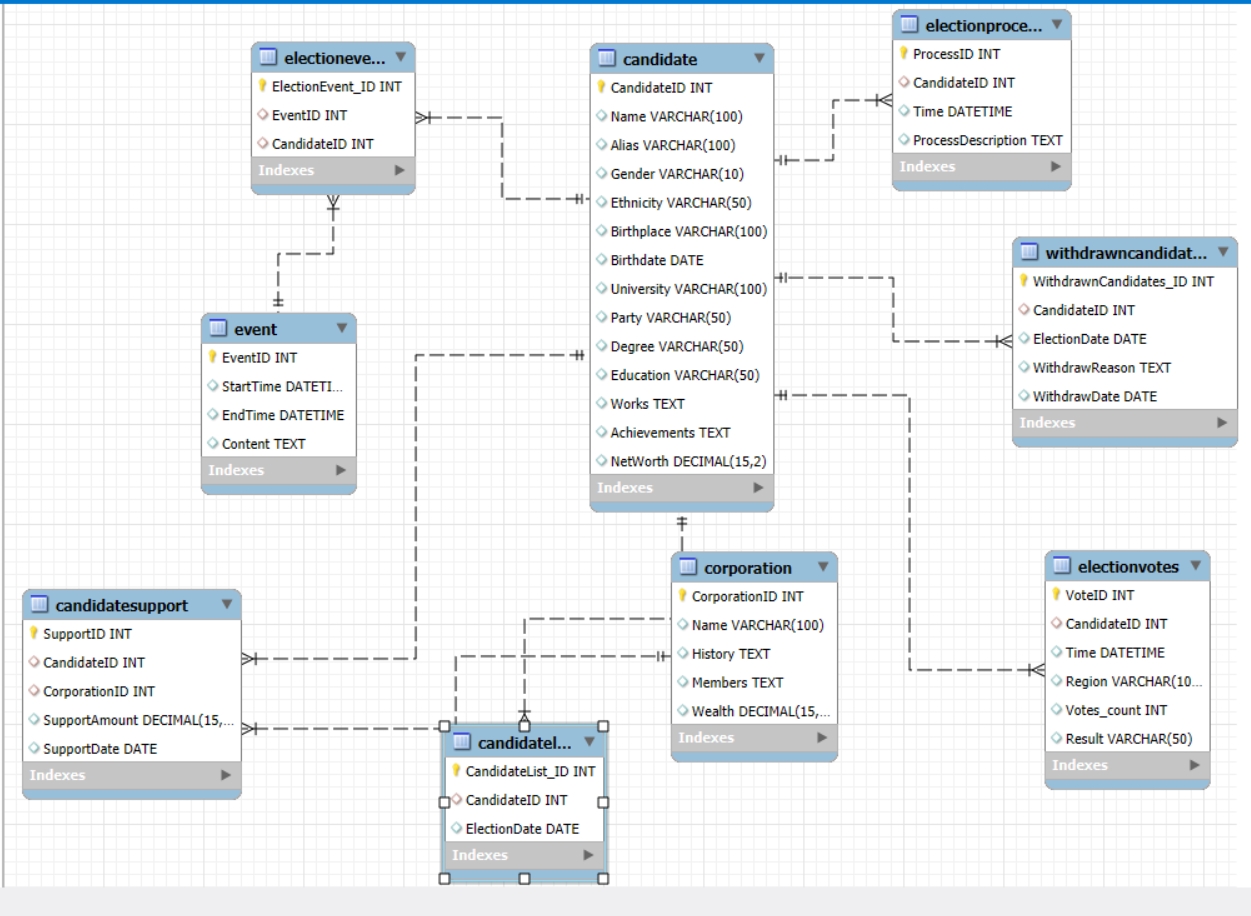 electioneve...
ElectionEvent_ID INT
EventID INT
CandidateID INT
Indexes
candidate
CandidateID INT
Name VARCHAR(100)
Alias VARCHAR(100)
Gender VARCHAR(10)
Ethnicity VARCHAR(50)
Birthplace VARCHAR(100)
Birthdate DATE
University VARCHAR(100)
Party VARCHAR(50)
Degree VARCHAR(50)
Education VARCHAR(50)
Works TEXT
Achievements TEXT
NetWorth DECIMAL(15,2)
Indexes
electionproce...
ProcessID INT
CandidateID INT
Time DATETIME
ProcessDescription TEXT
Indexes
withdrawncandidat...
WithdrawnCandidates_ID INT
CandidateID INT
ElectionDate DATE
WithdrawReason TEXT
WithdrawDate DATE
Indexes
event
EventID INT
StartTime DATETI...
EndTime DATETIME
Content TEXT
Indexes
candidatesupport
SupportID INT
CandidateID INT
CorporationID INT
SupportAmount DECIMAL(15,...
SupportDate DATE
Indexes
corporation
CorporationID INT
Name VARCHAR(100)
History TEXT
Members TEXT
Wealth DECIMAL(15,...
Indexes
candidatel...
CandidateList_ID INT
CandidateID INT
ElectionDate DATE
Indexes
electionvotes
VoteID INT
CandidateID INT
Time DATETIME
Region VARCHAR(10...
Votes_count INT
Result VARCHAR(50)
Indexes